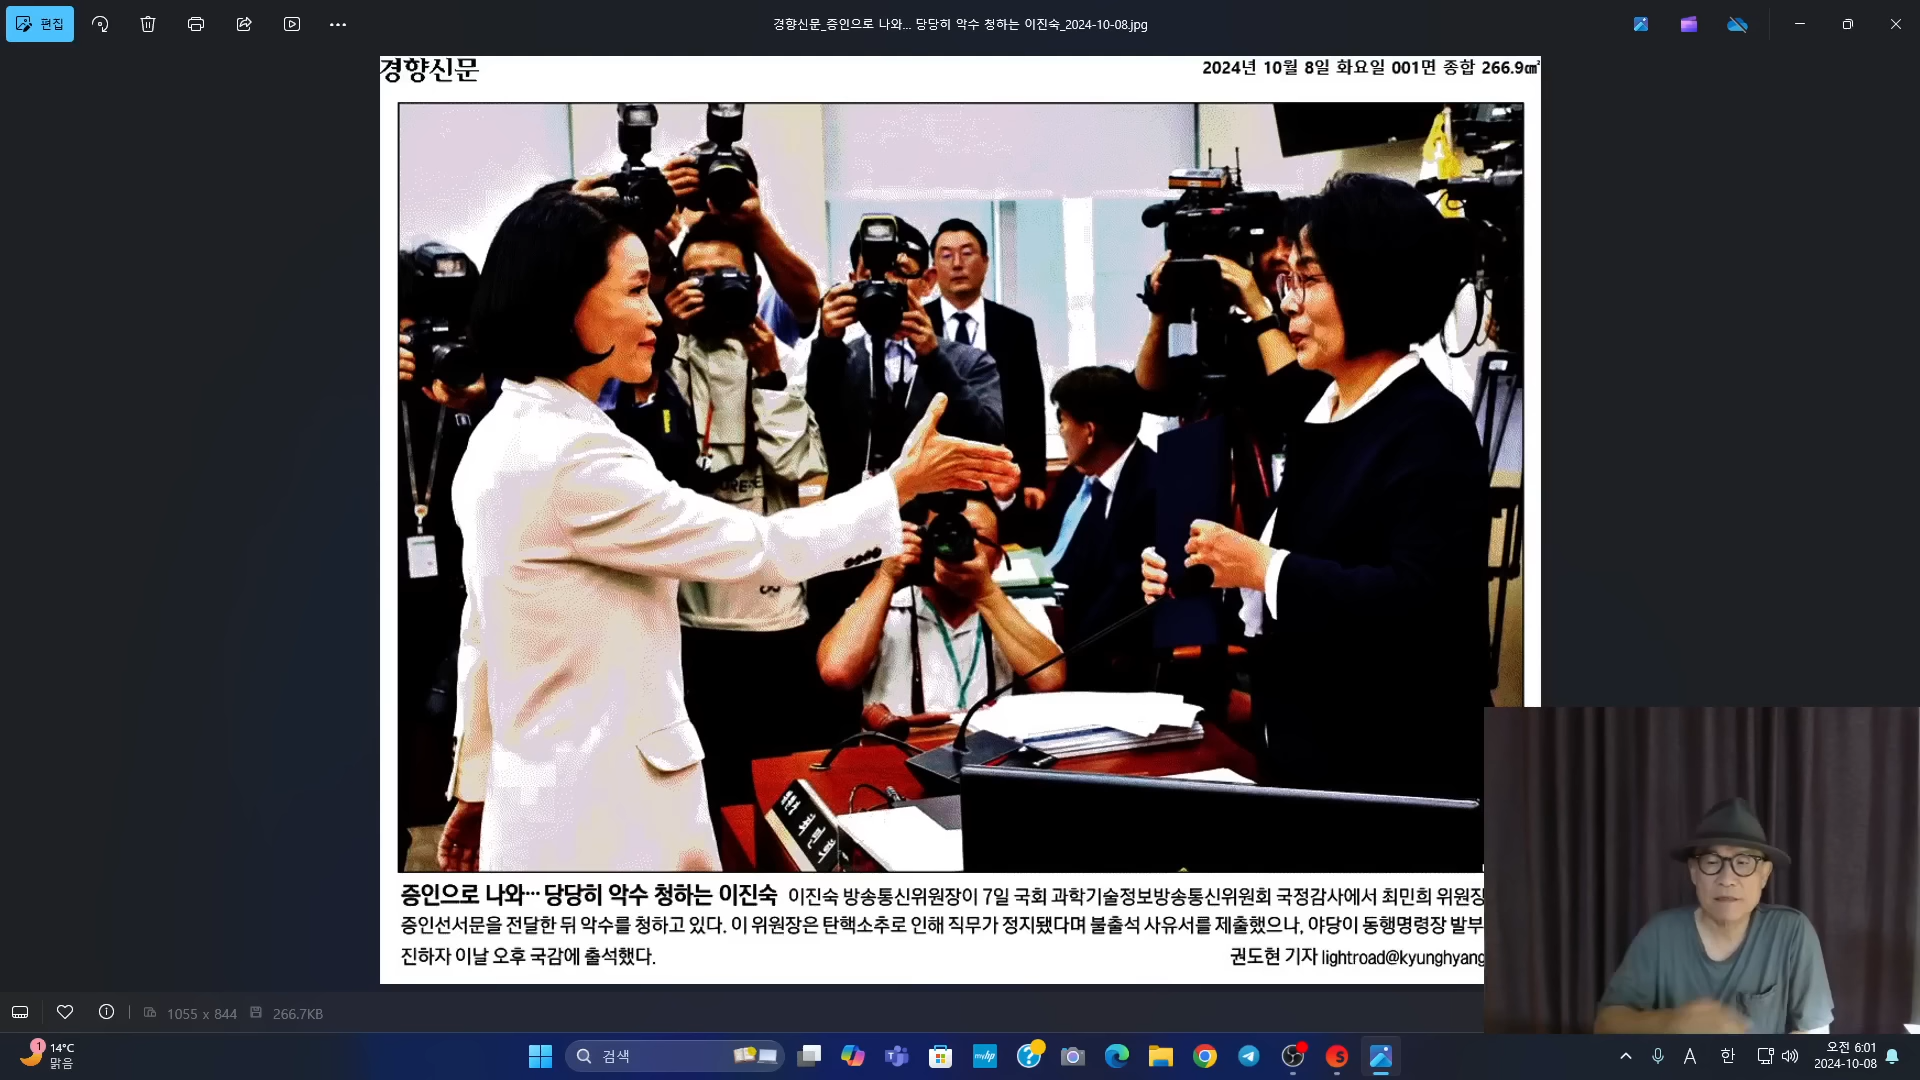 편집
경향신문_증인으로 나와... 당당히 악수 청하는 이진숙_2024-10-08.jpg
경향신문
2024년 10월 8일 화요일 001면 종합 266.9㎠
증인으로 나와… 당당히 악수 청하는 이진숙 이진숙 방송통신위원장이 7일 국회 과학기술정보방송통신위원회 국정감사에서 최민희 위원장
증인선서문을 전달한 뒤 악수를 청하고 있다. 이 위원장은 탄핵소추로 인해 직무가 정지됐다며 불출석 사유서를 제출했으나, 야당이 동행명령장 발부
진하자 이날 오후 국감에 출석했다.
권도현 기자 lightroad@kyunghyang
1055 x 844
266.7KB
1
14°C
맑음
검색
myhp
A
한
오전 6:01
2024-10-08